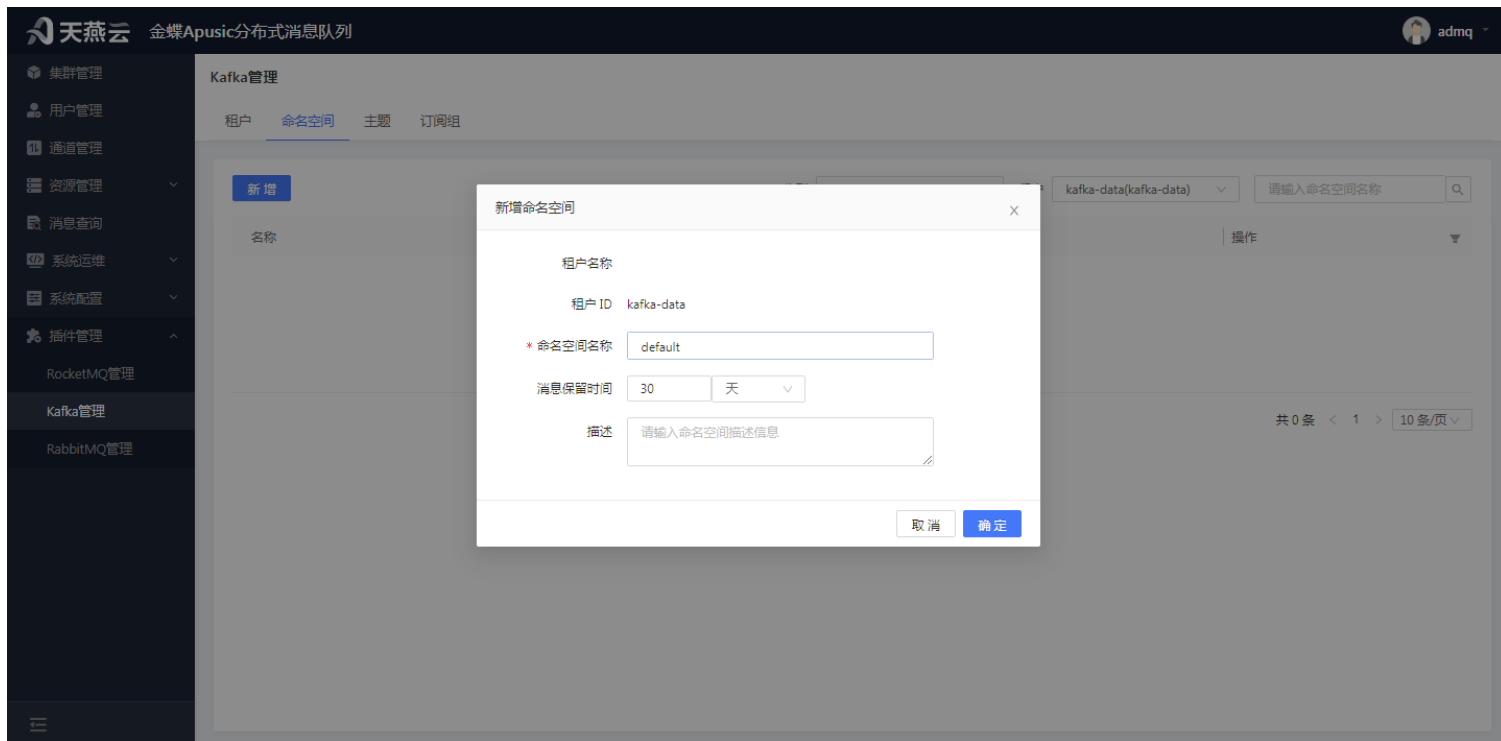 天燕云 金蝶Apusic分布式消息队列 admq
集群管理
用户管理
通道管理
资源管理
消息查询
系统运维
系统配置
插件管理
RocketMQ管理
Kafka管理
RabbitMQ管理
Kafka管理
租户 命名空间 主题 订阅组
新增 kafka-data(kafka-data) 请输入命名空间名称
名称 操作
共 0 条 < 1 > 10 条/页
新增命名空间
租户名称
租户 ID kafka-data
* 命名空间名称 default
消息保留时间 30 天
描述 请输入命名空间描述信息
取消 确定